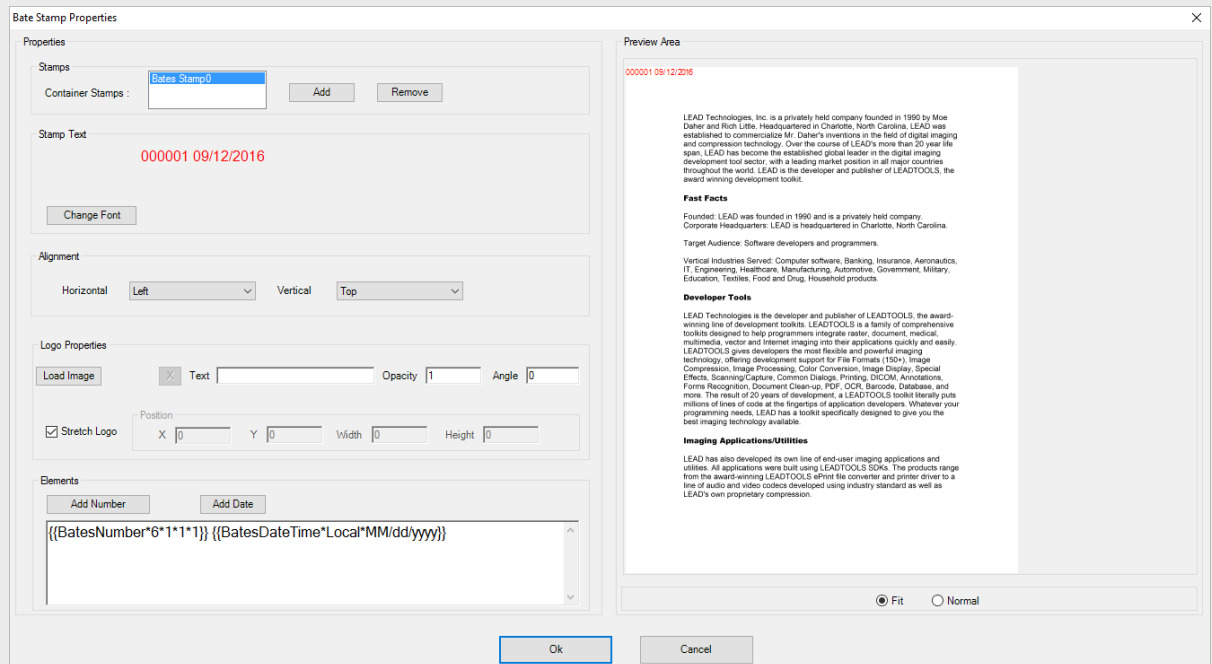 Bate Stamp Properties
Properties
Stamps
Container Stamps :
Bates Stamp0
Add
Remove
Stamp Text
000001 09/12/2016
Change Font
Alignment
Horizontal
Left
Vertical
Top
Logo Properties
Load Image
X
Text
Opacity
1
Angle
0
Stretch Logo
Position
X
0
Y
0
Width
0
Height
0
Elements
Add Number
Add Date
{{BatesNumber*6*1*1*1}} {{BatesDateTime*Local*MM/dd/yyyy}}
Preview Area
000001 09/12/2016
LEAD Technologies, Inc. is a privately held company founded in 1990 by Moe
Daher and Rich Little. Headquartered in Charlotte, North Carolina, LEAD was
established to commercialize Mr. Daher's inventions in the field of digital imaging
and compression technology. Over the course of LEAD's more than 20 year life
span, LEAD has become the established global leader in the digital imaging
development tool sector, with a leading market position in all major countries
throughout the world. LEAD is the developer and publisher of LEADTOOLS, the
award winning development toolkit.
Fast Facts
Founded: LEAD was founded in 1990 and is a privately held company.
Corporate Headquarters: LEAD is headquartered in Charlotte, North Carolina.
Target Audience: Software developers and programmers.
Vertical Industries Served: Computer software, Banking, Insurance, Aeronautics,
IT, Engineering, Healthcare, Manufacturing, Automotive, Government, Military,
Education, Textiles, Food and Drug, Household products.
Developer Tools
LEAD Technologies is the developer and publisher of LEADTOOLS, the award-
winning line of development toolkits. LEADTOOLS is a family of comprehensive
toolkits designed to help programmers integrate raster, document, medical,
multimedia, vector and Internet imaging into their applications quickly and easily.
LEADTOOLS gives developers the most flexible and powerful imaging
technology, offering development support for File Formats (150+), Image
Compression, Image Processing, Color Conversion, Image Display, Special
Effects, Scanning/Capture, Common Dialogs, Printing, DICOM, Annotations,
Forms Recognition, Document Clean-up, PDF, OCR, Barcode, Database, and
more. The result of 20 years of development, a LEADTOOLS toolkit literally puts
millions of lines of code at the fingertips of application developers. Whatever your
programming needs, LEAD has a toolkit specifically designed to give you the
best imaging technology available.
Imaging Applications/Utilities
LEAD has also developed its own line of end-user imaging applications and
utilities. All applications were built using LEADTOOLS SDKs. The products range
from the award-winning LEADTOOLS ePrint file converter and printer driver to a
line of audio and video codecs developed using industry standard as well as
LEAD's own proprietary compression.
Fit
Normal
Ok
Cancel